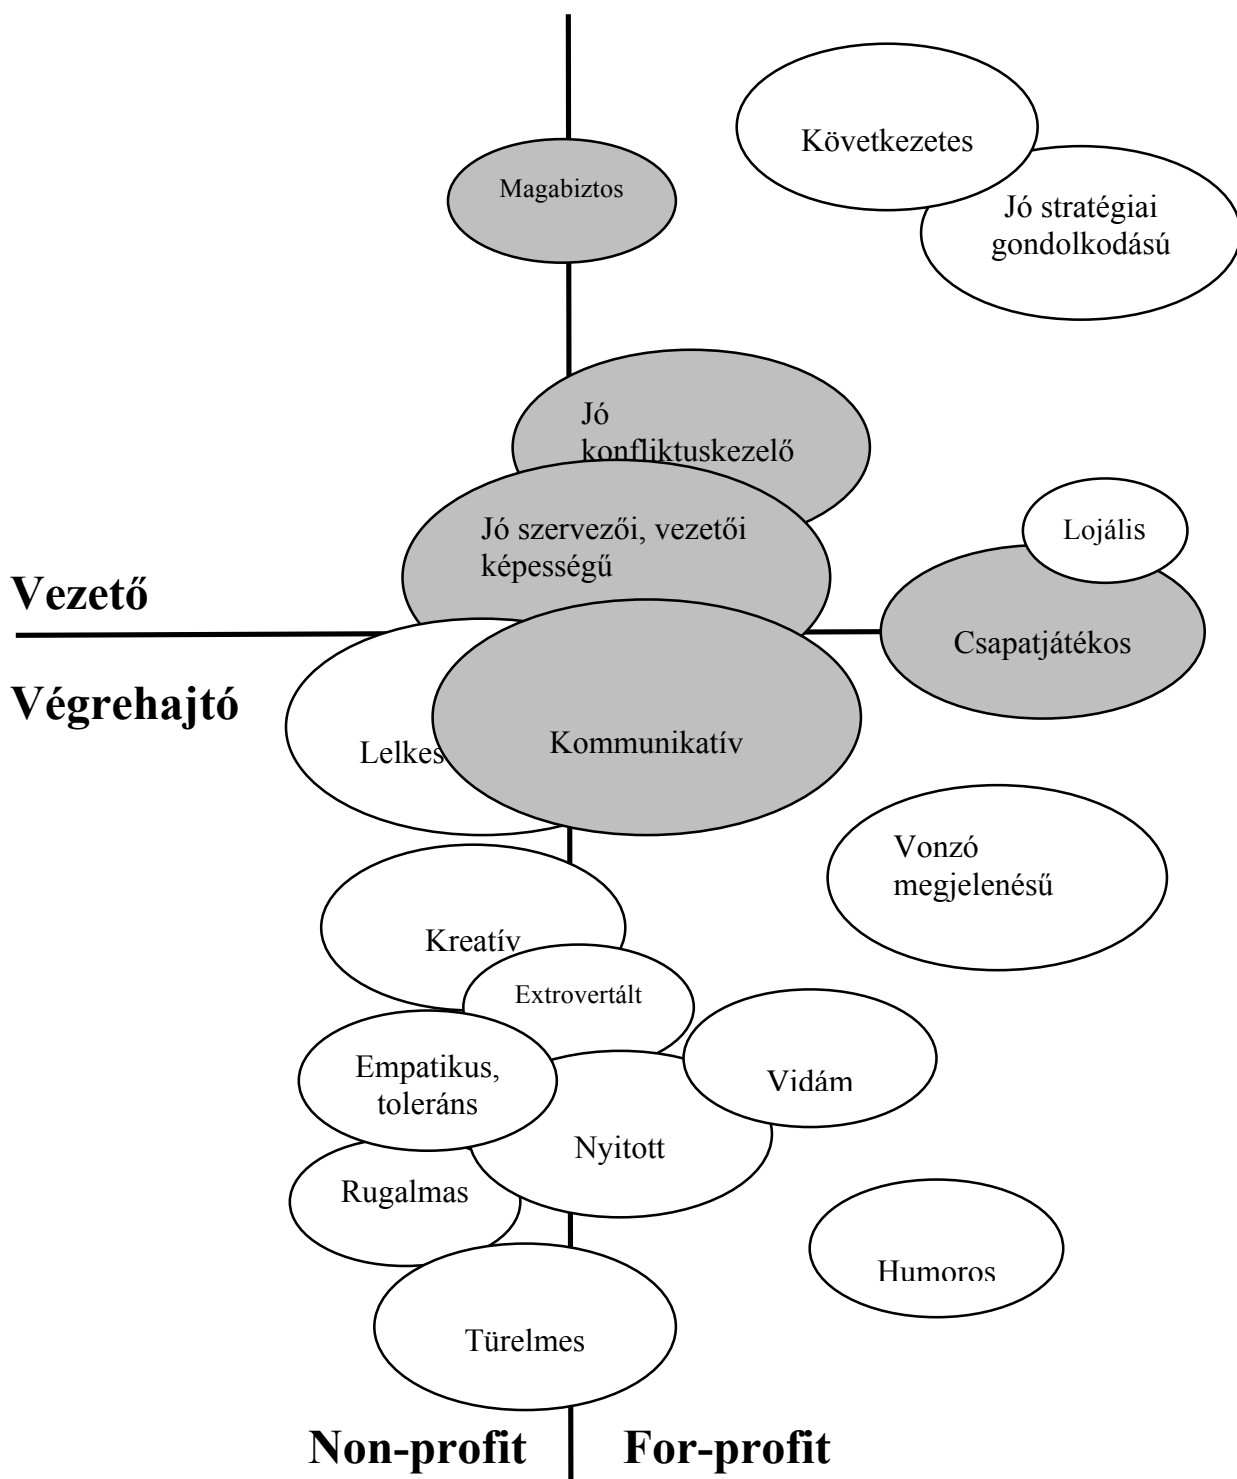 Következetes
Magabiztos
Jó stratégiai
gondolkodású
Jó
konfliktuskezelő
Jó szervezői, vezetői
képességű
Lojális
Vezető
Csapatjátékos
Végrehajtó
Lelkes
Kommunikatív
Vonzó
megjelenésű
Kreatív
Extrovertált
Empatikus,
toleráns
Vidám
Nyitott
Rugalmas
Humoros
Türelmes
Non-profit
For-profit